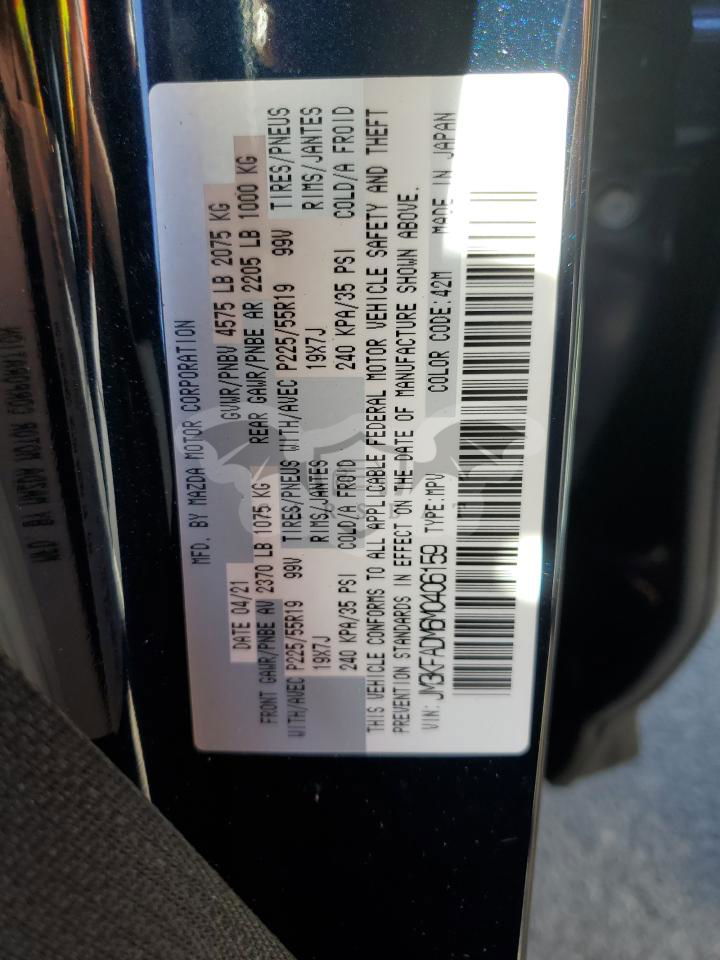 MFD. BY MAZDA MOTOR CORPORATION
DATE 04/21 GVWR/PNBV 4575 LB 2075 KG
FRONT GAWR/PNBE AV 2370 LB 1075 KG REAR GAWR/PNBE AR 2205 LB 1000 KG
WITH/AVEC P225/55R19 99V TIRES/PNEUS WITH/AVEC P225/55R19 99V TIRES/PNEUS
19X7J RIMS/JANTES 19X7J RIMS/JANTES
240 KPA/35 PSI COLD/A FROID 240 KPA/35 PSI COLD/A FROID
THIS VEHICLE CONFORMS TO ALL APPLICABLE FEDERAL MOTOR VEHICLE SAFETY AND THEFT
PREVENTION STANDARDS IN EFFECT ON THE DATE OF MANUFACTURE SHOWN ABOVE.
VIN: JM3KFADM6M0406159 TYPE:MPV COLOR CODE:42M MADE IN JAPAN